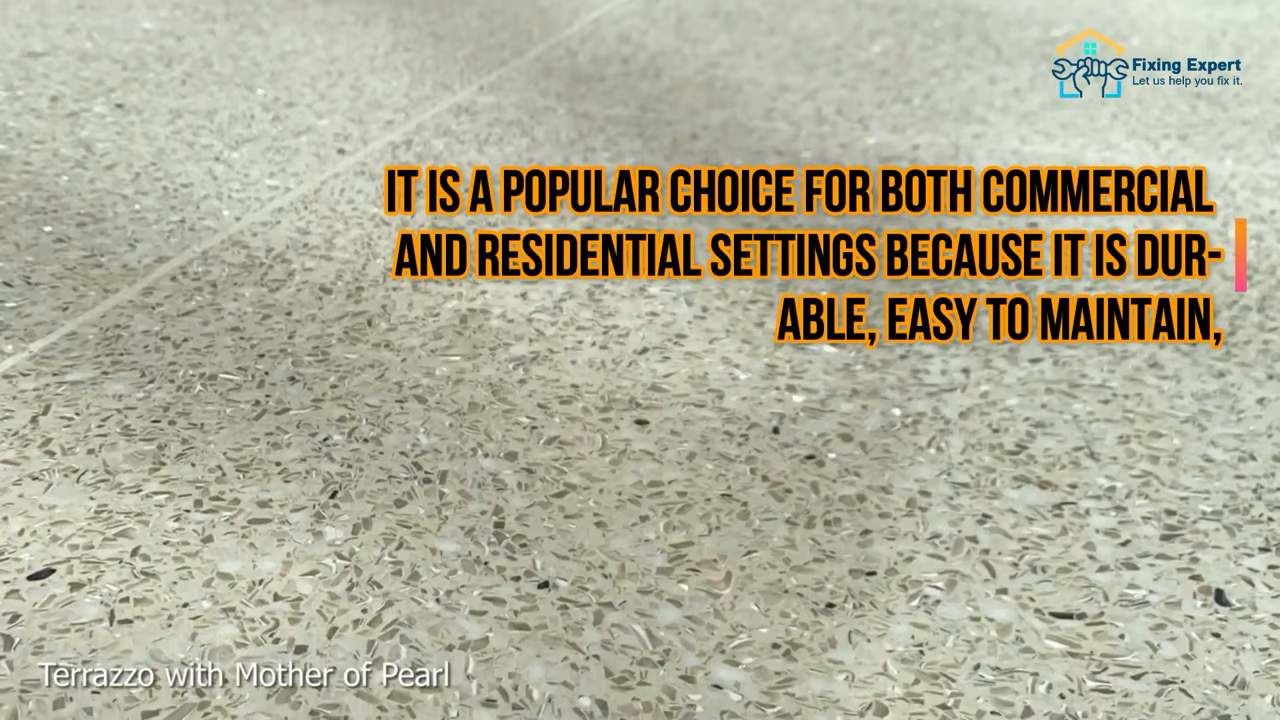 Fixing Expert
Let us help you fix it.
IT IS A POPULAR CHOICE FOR BOTH COMMERCIAL
AND RESIDENTIAL SETTINGS BECAUSE IT IS DUR-
ABLE, EASY TO MAINTAIN,
Terrazzo with Mother of Pearl